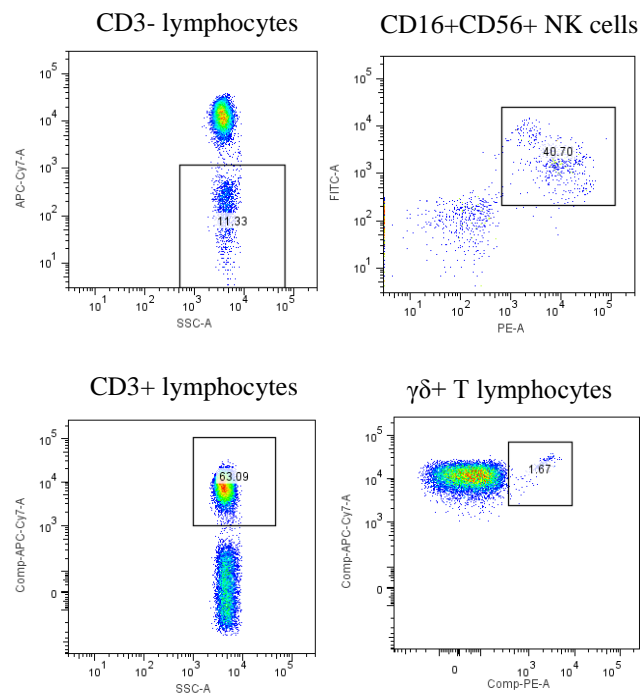 CD3- lymphocytes
CD16+CD56+ NK cells
APC-Cy7-A
10^5
10^4
10^3
10^2
10^1
11.33
10^1 10^2 10^3 10^4 10^5
SSC-A
FITC-A
10^5
10^4
10^3
10^2
10^1
40.70
10^1 10^2 10^3 10^4 10^5
PE-A
CD3+ lymphocytes
γδ+ T lymphocytes
Comp-APC-Cy7-A
10^5
10^4
10^3
0
63.09
10^1 10^2 10^3 10^4 10^5
SSC-A
Comp-APC-Cy7-A
10^5
10^4
10^3
0
1.67
0 10^3 10^4 10^5
Comp-PE-A